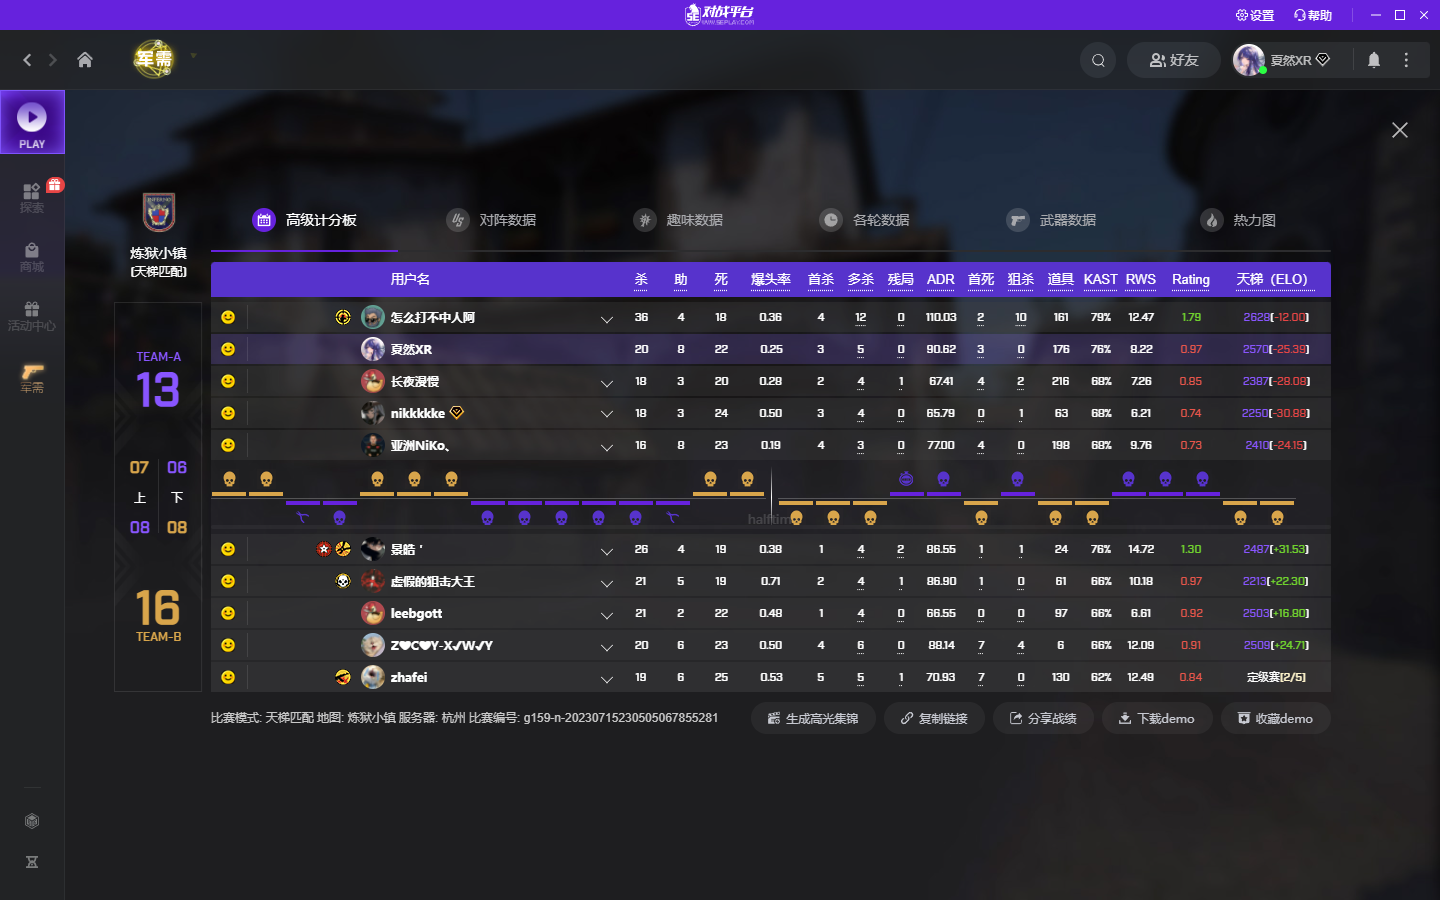 5E 对战平台
WWW.5EPLAY.COM
设置 帮助
军需
好友 夏然XR
PLAY
探索
商城
活动中心
军需
INFERNO
炼狱小镇
(天梯匹配)
高级计分板 对阵数据 趣味数据 各轮数据 武器数据 热力图
用户名 杀 助 死 爆头率 首杀 多杀 残局 ADR 首死 狙杀 道具 KAST RWS Rating 天梯（ELO）
怎么打不中人阿 36 4 18 0.36 4 12 0 110.03 2 10 161 79% 12.47 1.79 2628(-12.00)
夏然XR 20 8 22 0.25 3 5 0 90.62 3 0 176 76% 8.22 0.97 2570(-25.39)
长夜漫慢 18 3 20 0.28 2 4 1 67.41 4 2 216 68% 7.26 0.85 2387(-28.08)
nikkkkke 18 3 24 0.50 3 4 0 65.79 0 1 63 68% 6.21 0.74 2250(-30.88)
亚洲NiKo、 16 8 23 0.19 4 3 0 77.00 4 0 198 68% 9.76 0.73 2410(-24.15)
TEAM-A
13
07 06
上 下
08 08
16
TEAM-B
halftim
景皓 ' 26 4 19 0.38 1 4 2 86.55 1 1 24 76% 14.72 1.30 2487(+31.53)
虚假的狙击大王 21 5 19 0.71 2 4 1 86.90 1 0 61 66% 10.18 0.97 2213(+22.30)
leebgott 21 2 22 0.48 1 4 0 66.55 0 0 97 66% 6.61 0.92 2503(+16.80)
Z♥C♥Y-X✓W✓Y 20 6 23 0.50 4 6 0 88.14 7 4 6 66% 12.09 0.91 2509(+24.71)
zhafei 19 6 25 0.53 5 5 1 70.93 7 0 130 62% 12.49 0.84 定级赛(2/5)
比赛模式: 天梯匹配 地图: 炼狱小镇 服务器: 杭州 比赛编号: g159-n-20230715230505067855281
生成高光集锦 复制链接 分享战绩 下载demo 收藏demo